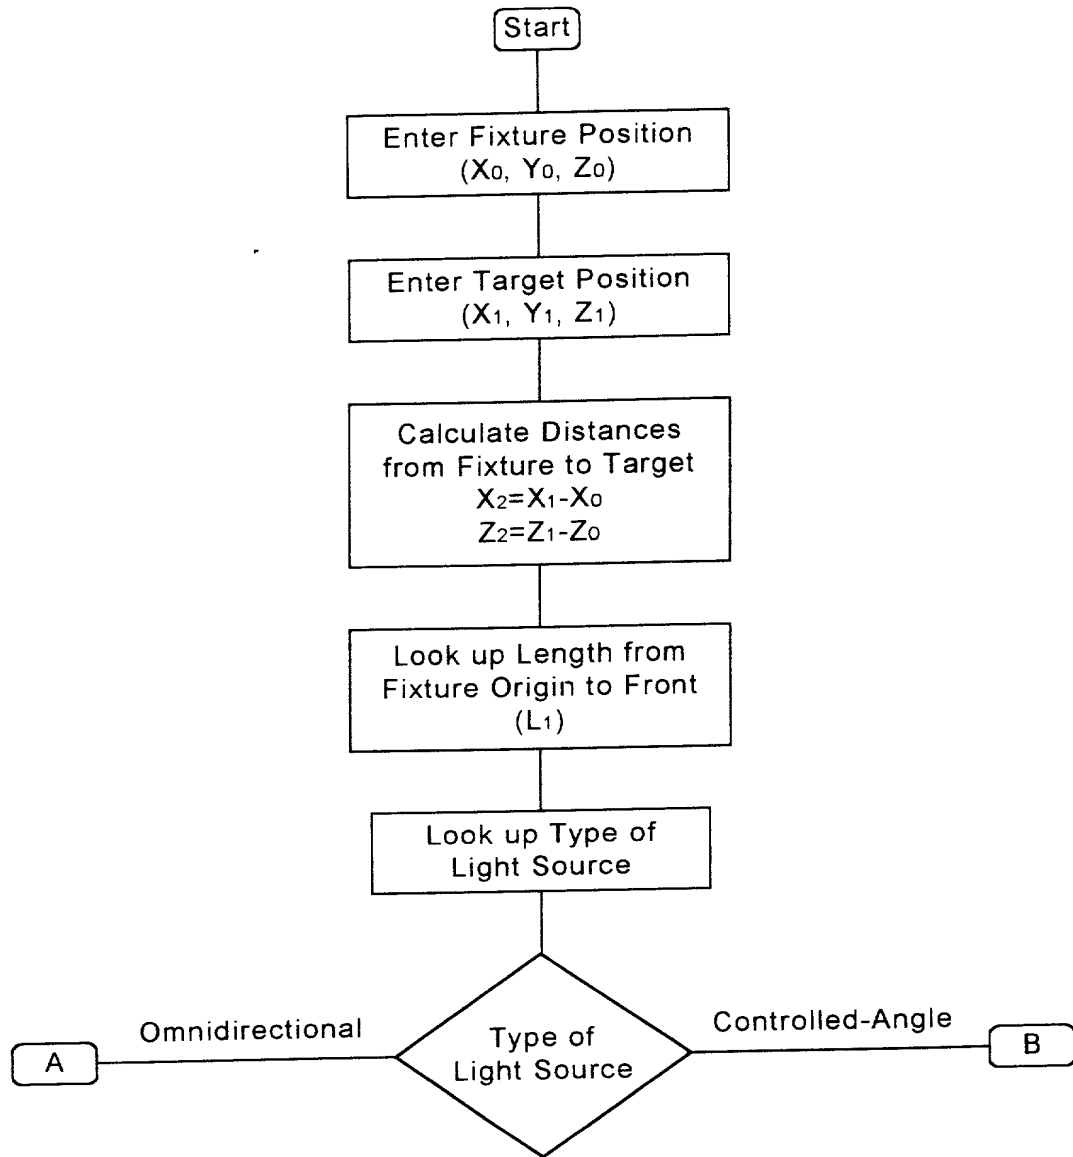 Start
Enter Fixture Position
(X0, Y0, Z0)
Enter Target Position
(X1, Y1, Z1)
Calculate Distances
from Fixture to Target
X2=X1-X0
Z2=Z1-Z0
Look up Length from
Fixture Origin to Front
(L1)
Look up Type of
Light Source
Omnidirectional
Controlled-Angle
A
Type of
Light Source
B